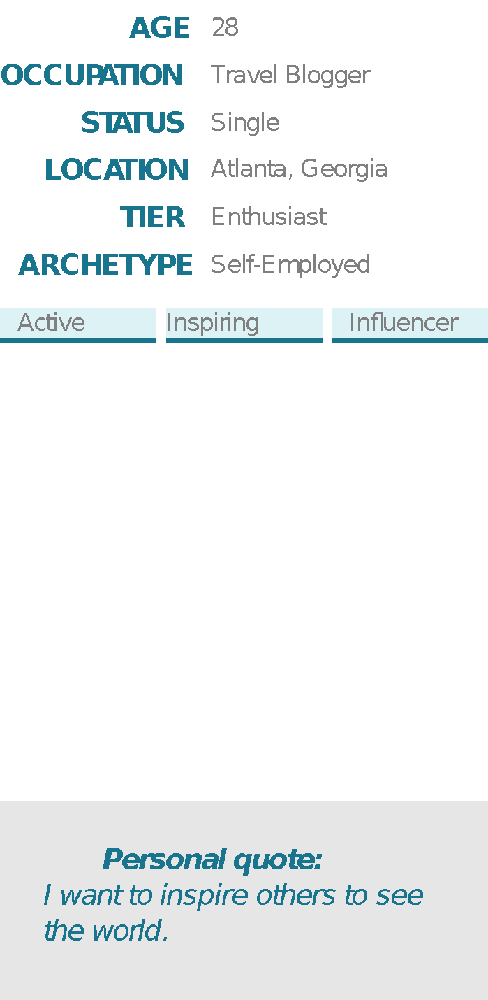 AGE 28
OCCUPATION Travel Blogger
STATUS Single
LOCATION Atlanta, Georgia
TIER Enthusiast
ARCHETYPE Self-Employed
Active Inspiring Influencer
Personal quote:
I want to inspire others to see
the world.